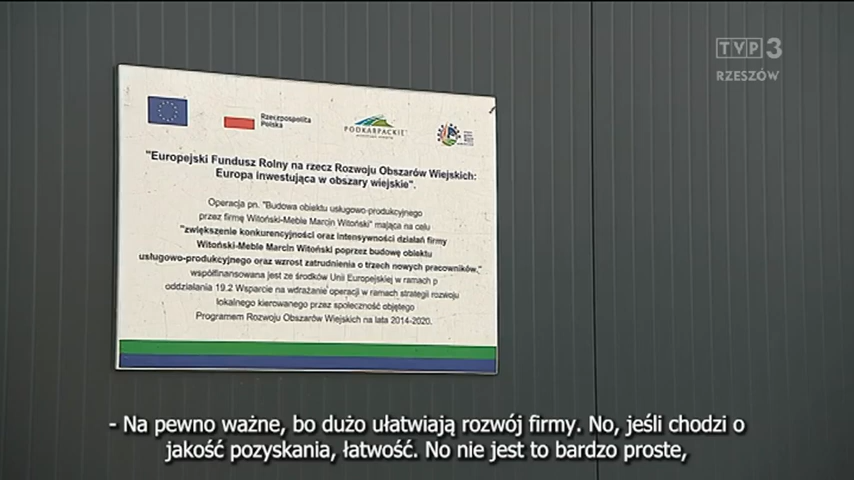 TVP3
RZESZÓW
Rzeczpospolita
Polska
PODKARPACKIE
"Europejski Fundusz Rolny na rzecz Rozwoju Obszarów Wiejskich:
Europa inwestująca w obszary wiejskie".
Operacja pn. "Budowa obiektu usługowo-produkcyjnego
przez firmę Witoński-Meble Marcin Witoński" mająca na celu
"zwiększenie konkurencyjności oraz intensywności działań firmy
Witoński-Meble Marcin Witoński poprzez budowę obiektu
usługowo-produkcyjnego oraz wzrost zatrudnienia o trzech nowych pracowników."
współfinansowana jest ze środków Unii Europejskiej w ramach p
oddziałania 19.2 Wsparcie na wdrażanie operacji w ramach strategii rozwoju
lokalnego kierowanego przez społeczność objętego
Programem Rozwoju Obszarów Wiejskich na lata 2014-2020.
- Na pewno ważne, bo dużo ułatwiają rozwój firmy. No, jeśli chodzi o
jakość pozyskania, łatwość. No nie jest to bardzo proste,